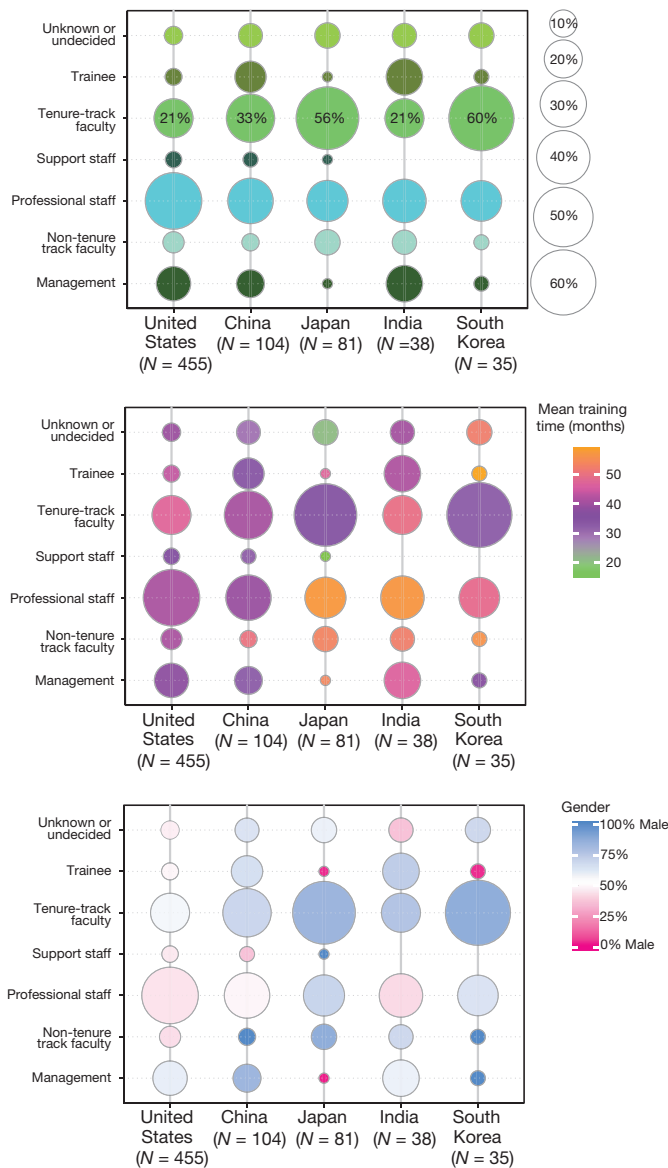 Unknown or
undecided
Trainee
Tenure-track
faculty
Support staff
Professional staff
Non-tenure
track faculty
Management
21%
33%
56%
21%
60%
10%
20%
30%
40%
50%
60%
United
States
(N = 455)
China
(N = 104)
Japan
(N = 81)
India
(N =38)
South
Korea
(N = 35)
Unknown or
undecided
Trainee
Tenure-track
faculty
Support staff
Professional staff
Non-tenure
track faculty
Management
Mean training
time (months)
50
40
30
20
United
States
(N = 455)
China
(N = 104)
Japan
(N = 81)
India
(N = 38)
South
Korea
(N = 35)
Unknown or
undecided
Trainee
Tenure-track
faculty
Support staff
Professional staff
Non-tenure
track faculty
Management
Gender
100% Male
75%
50%
25%
0% Male
United
States
(N = 455)
China
(N = 104)
Japan
(N = 81)
India
(N = 38)
South
Korea
(N = 35)